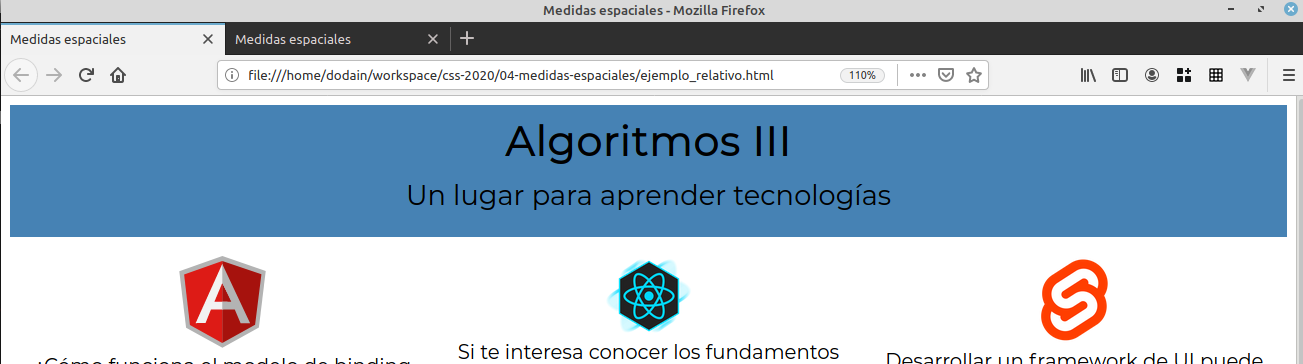 Medidas espaciales - Mozilla Firefox
Medidas espaciales
Medidas espaciales
file:///home/dodain/workspace/css-2020/04-medidas-espaciales/ejemplo_relativo.html
110%
Algoritmos III
Un lugar para aprender tecnologías
A
¿Cómo funciona el modelo de binding
Si te interesa conocer los fundamentos
Desarrollar un framework de UI puede